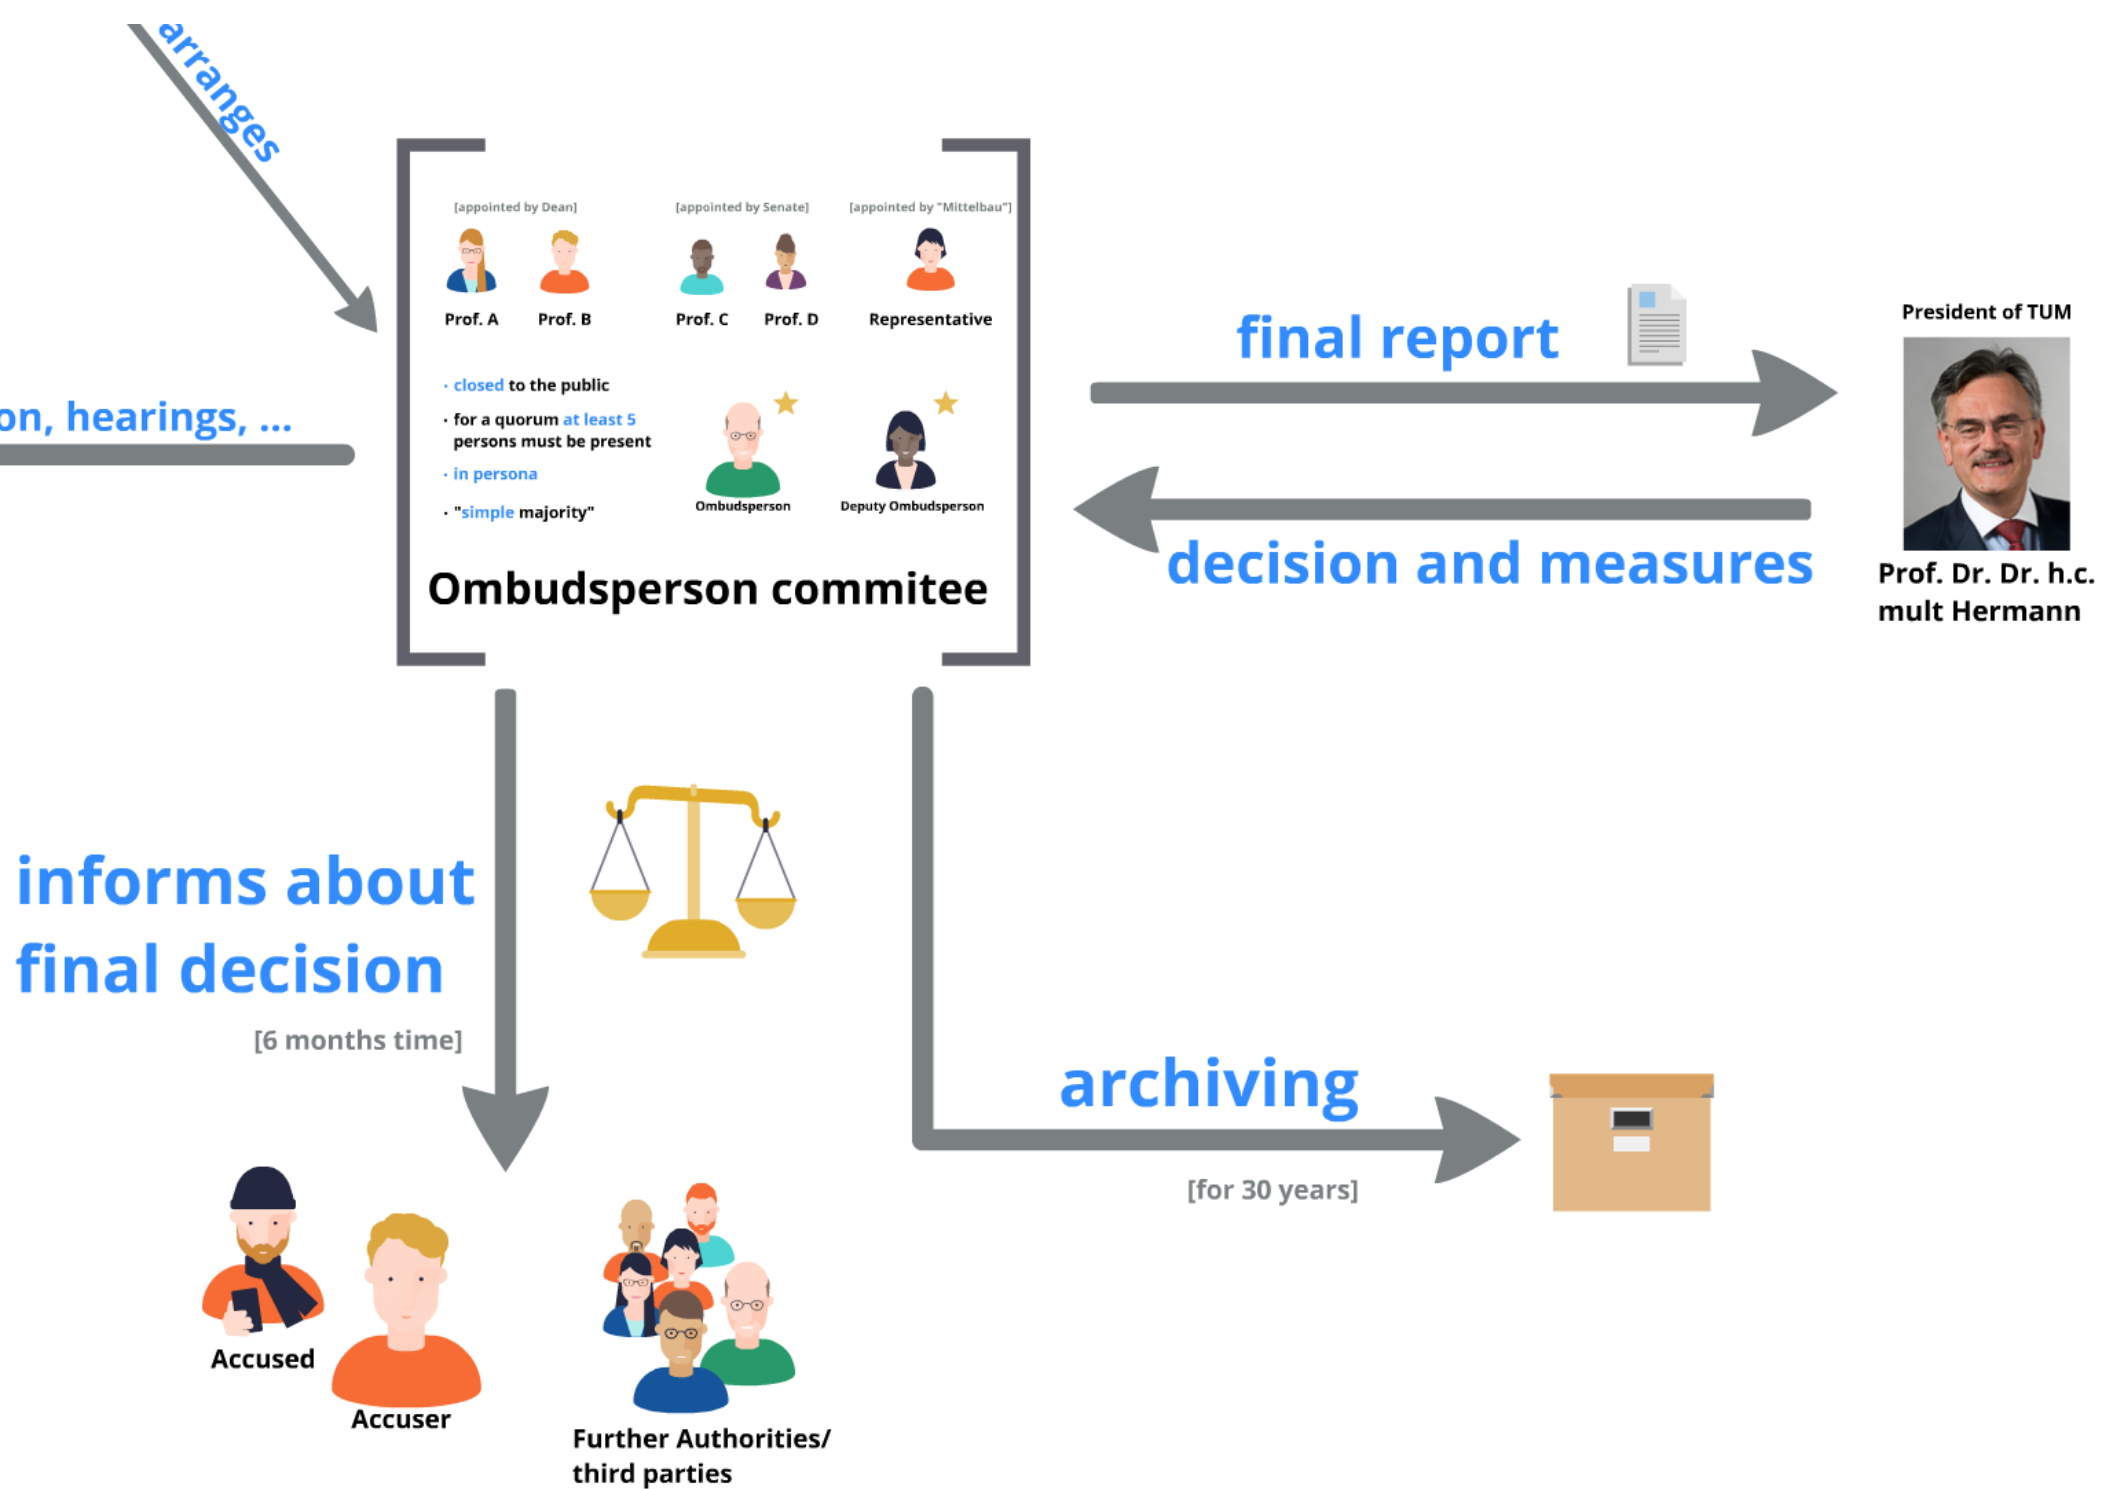 arranges
on, hearings, ...
[appointed by Dean]
[appointed by Senate]
[appointed by "Mittelbau"]
Prof. A
Prof. B
Prof. C
Prof. D
Representative
· closed to the public
· for a quorum at least 5
persons must be present
· in persona
· "simple majority"
Ombudsperson
Deputy Ombudsperson
Ombudsperson commitee
final report
decision and measures
President of TUM
Prof. Dr. Dr. h.c.
mult Hermann
informs about
final decision
[6 months time]
archiving
[for 30 years]
Accused
Accuser
Further Authorities/
third parties